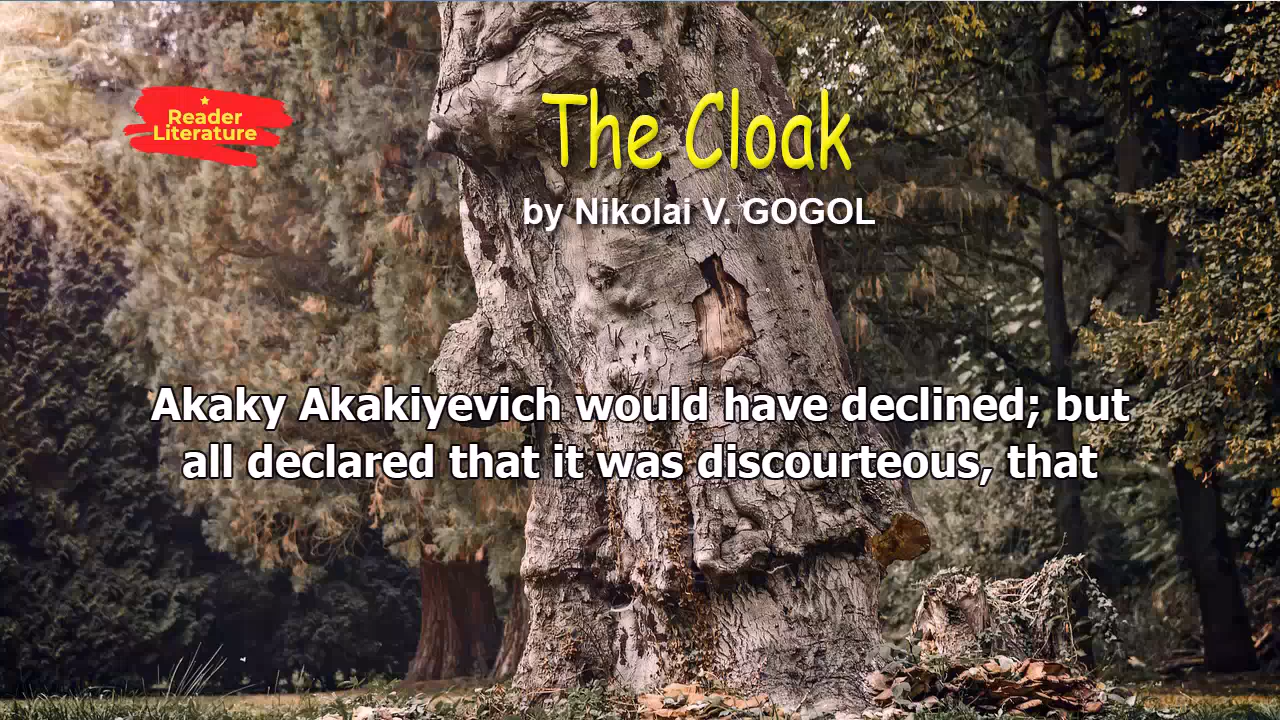 Reader
Literature
The Cloak
by Nikolai V. GOGOL
Akaky Akakiyevich would have declined; but
all declared that it was discourteous, that